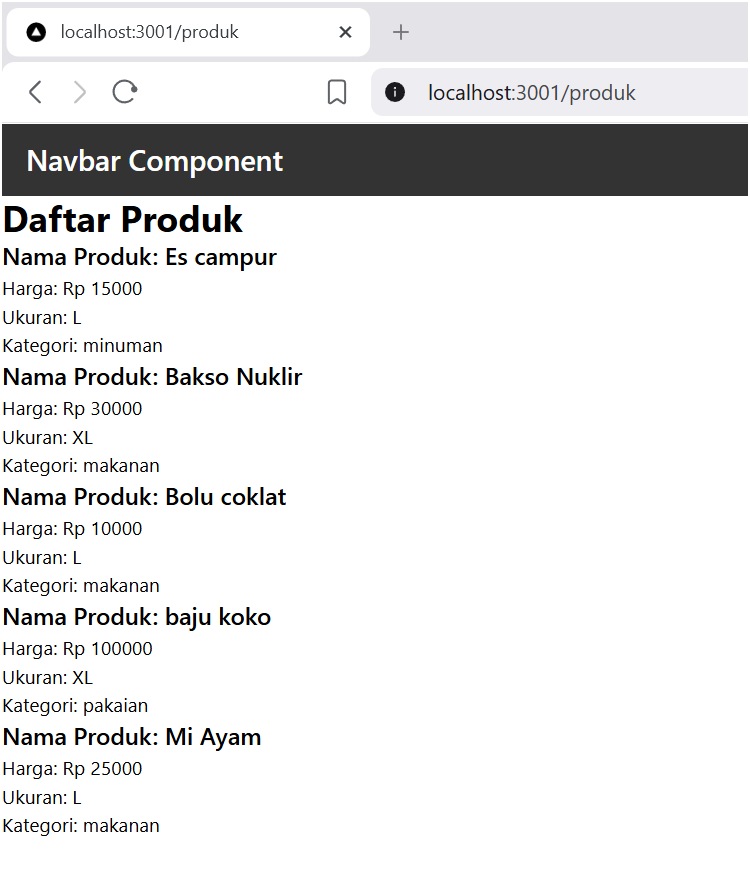 localhost:3001/produk
localhost:3001/produk
Navbar Component
Daftar Produk
Nama Produk: Es campur
Harga: Rp 15000
Ukuran: L
Kategori: minuman
Nama Produk: Bakso Nuklir
Harga: Rp 30000
Ukuran: XL
Kategori: makanan
Nama Produk: Bolu coklat
Harga: Rp 10000
Ukuran: L
Kategori: makanan
Nama Produk: baju koko
Harga: Rp 100000
Ukuran: XL
Kategori: pakaian
Nama Produk: Mi Ayam
Harga: Rp 25000
Ukuran: L
Kategori: makanan